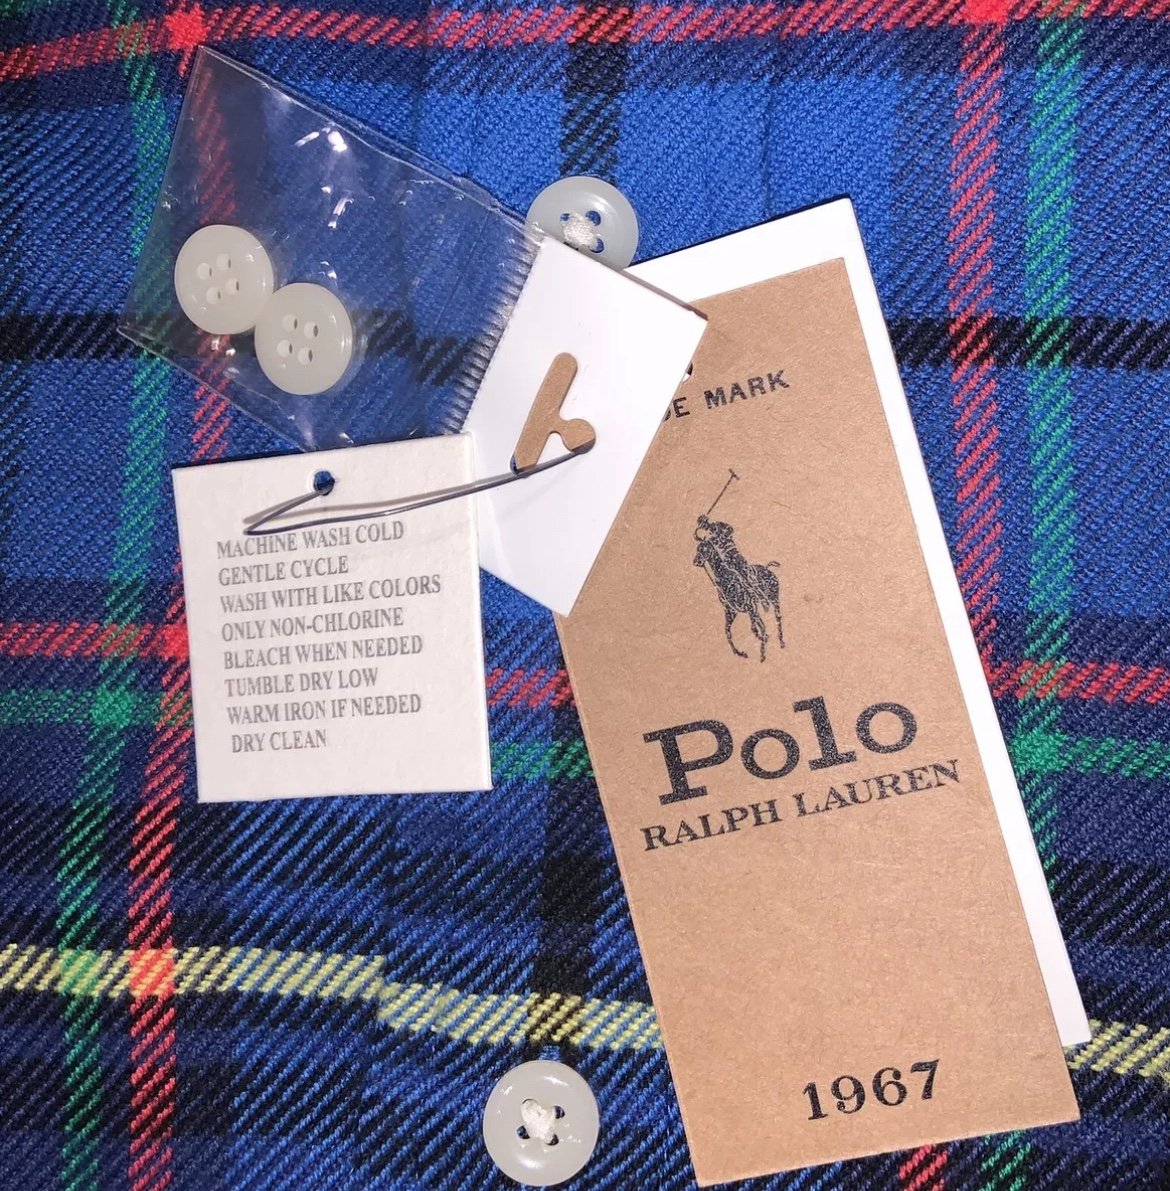 MACHINE WASH COLD
GENTLE CYCLE
WASH WITH LIKE COLORS
ONLY NON-CHLORINE
BLEACH WHEN NEEDED
TUMBLE DRY LOW
WARM IRON IF NEEDED
DRY CLEAN
MARK
Polo
RALPH LAUREN
1967